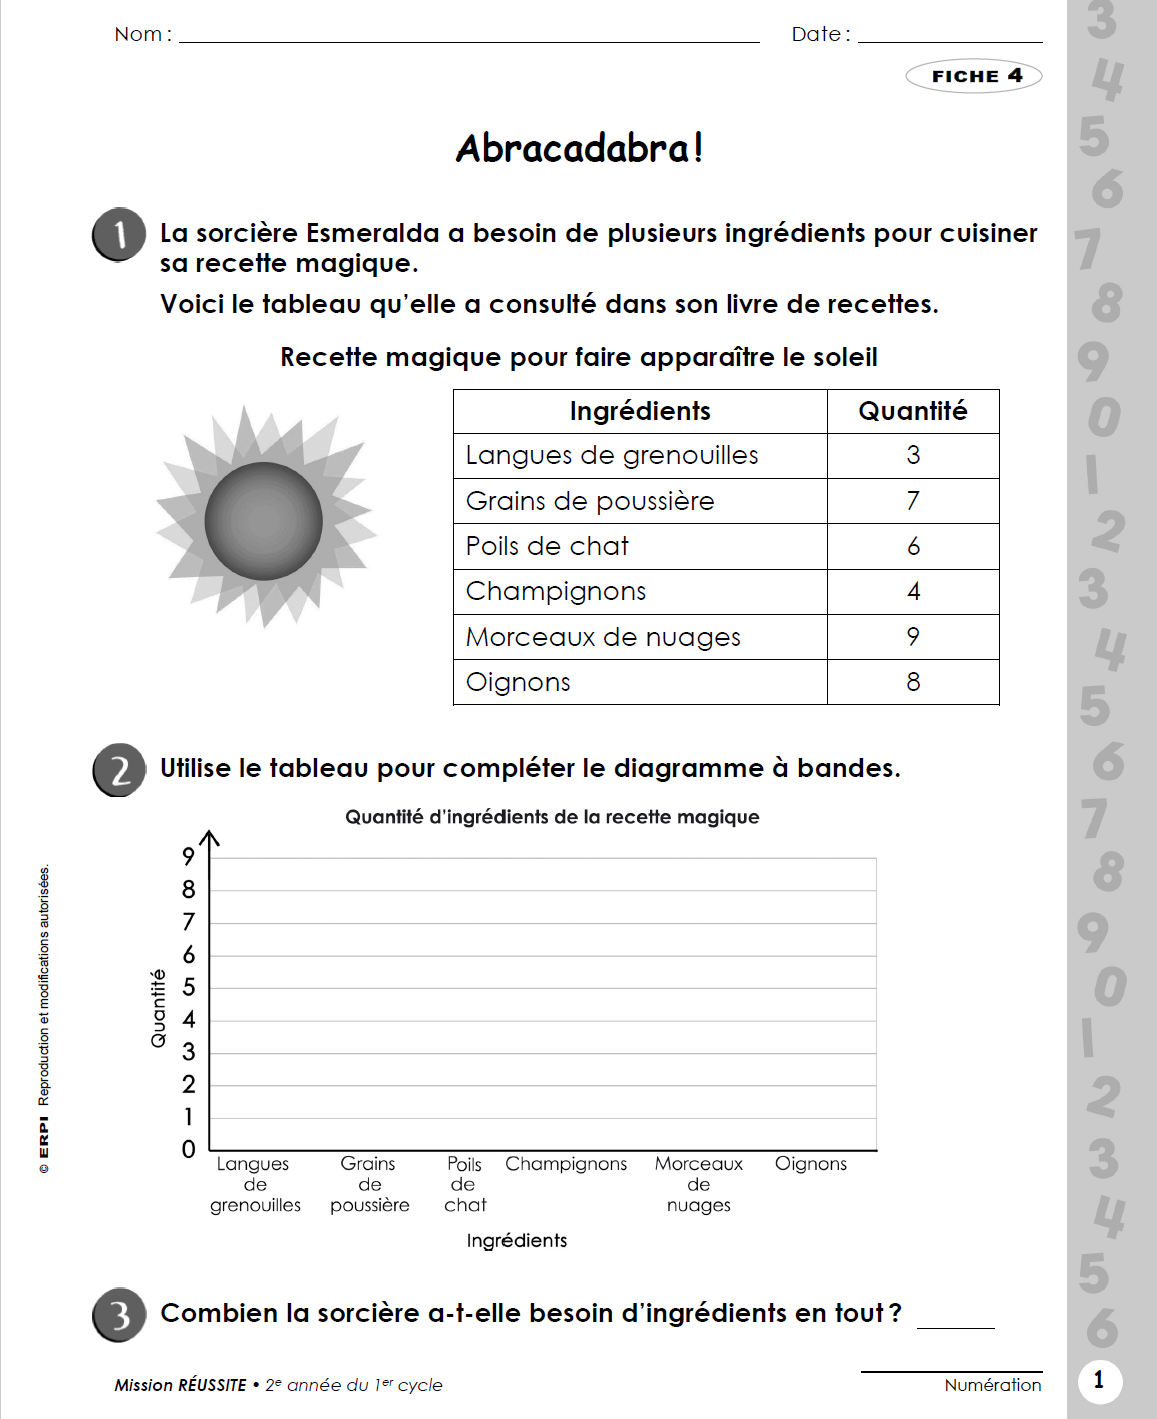 Nom : Date :
FICHE 4
Abracadabra !
1 La sorcière Esmeralda a besoin de plusieurs ingrédients pour cuisiner
sa recette magique.
Voici le tableau qu’elle a consulté dans son livre de recettes.
Recette magique pour faire apparaître le soleil
Ingrédients Quantité
Langues de grenouilles 3
Grains de poussière 7
Poils de chat 6
Champignons 4
Morceaux de nuages 9
Oignons 8
2 Utilise le tableau pour compléter le diagramme à bandes.
Quantité d’ingrédients de la recette magique
Quantité
9
8
7
6
5
4
3
2
1
0
Langues de grenouilles
Grains de poussière
Poils de chat
Champignons
Morceaux de nuages
Oignons
Ingrédients
3 Combien la sorcière a-t-elle besoin d’ingrédients en tout ?
Mission RÉUSSITE • 2e année du 1er cycle
Numération
1
© ERPI Reproduction et modifications autorisées.
3
4
5
6
7
8
9
0
1
2
3
4
5
6
7
8
9
0
1
2
3
4
5
6